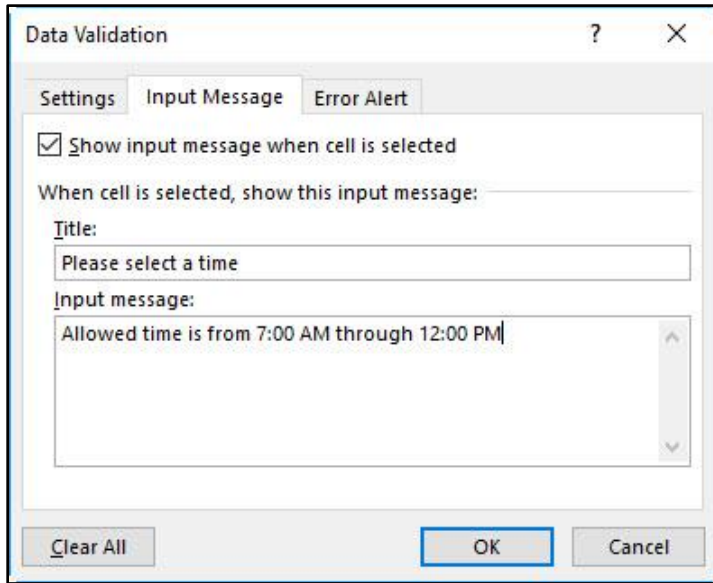 Data Validation ?
Settings Input Message Error Alert
Show input message when cell is selected
When cell is selected, show this input message:
Title:
Please select a time
Input message:
Allowed time is from 7:00 AM through 12:00 PM
Clear All OK Cancel